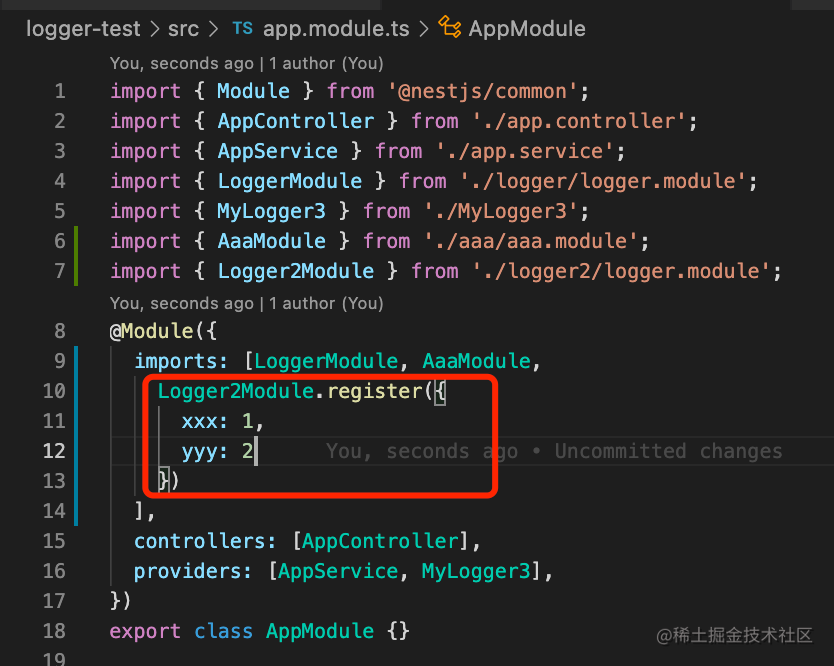 logger-test > src > TS app.module.ts > AppModule
You, seconds ago | 1 author (You)
1 import { Module } from '@nestjs/common';
2 import { AppController } from './app.controller';
3 import { AppService } from './app.service';
4 import { LoggerModule } from './logger/logger.module';
5 import { MyLogger3 } from './MyLogger3';
6 import { AaaModule } from './aaa/aaa.module';
7 import { Logger2Module } from './logger2/logger.module';
You, seconds ago | 1 author (You)
8 @Module({
9 imports: [LoggerModule, AaaModule,
10 Logger2Module.register({
11 xxx: 1,
12 yyy: 2 You, seconds ago • Uncommitted changes
13 })
14 ],
15 controllers: [AppController],
16 providers: [AppService, MyLogger3],
17 })
18 export class AppModule {}
19
@稀土掘金技术社区